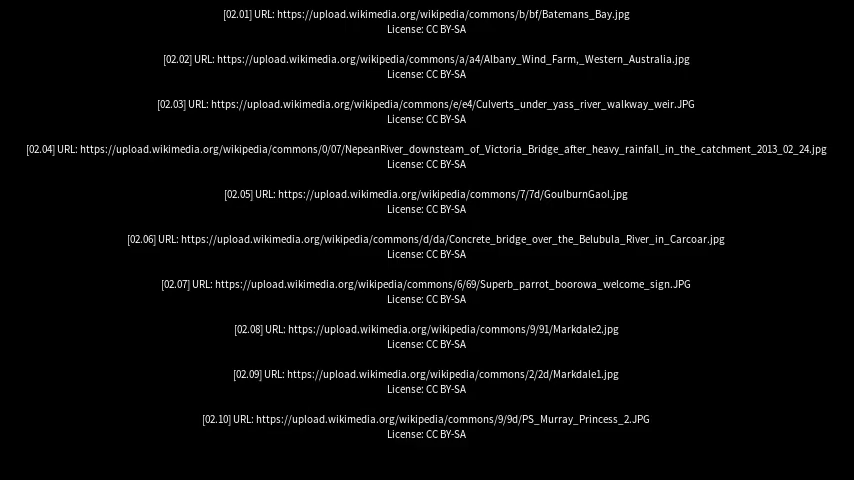 [02.01] URL: https://upload.wikimedia.org/wikipedia/commons/b/bf/Batemans_Bay.jpg
License: CC BY-SA
[02.02] URL: https://upload.wikimedia.org/wikipedia/commons/a/a4/Albany_Wind_Farm,_Western_Australia.jpg
License: CC BY-SA
[02.03] URL: https://upload.wikimedia.org/wikipedia/commons/e/e4/Culverts_under_yass_river_walkway_weir.JPG
License: CC BY-SA
[02.04] URL: https://upload.wikimedia.org/wikipedia/commons/0/07/NepeanRiver_downsteam_of_Victoria_Bridge_after_heavy_rainfall_in_the_catchment_2013_02_24.jpg
License: CC BY-SA
[02.05] URL: https://upload.wikimedia.org/wikipedia/commons/7/7d/GoulburnGaol.jpg
License: CC BY-SA
[02.06] URL: https://upload.wikimedia.org/wikipedia/commons/d/da/Concrete_bridge_over_the_Belubula_River_in_Carcoar.jpg
License: CC BY-SA
[02.07] URL: https://upload.wikimedia.org/wikipedia/commons/6/69/Superb_parrot_boorowa_welcome_sign.JPG
License: CC BY-SA
[02.08] URL: https://upload.wikimedia.org/wikipedia/commons/9/91/Markdale2.jpg
License: CC BY-SA
[02.09] URL: https://upload.wikimedia.org/wikipedia/commons/2/2d/Markdale1.jpg
License: CC BY-SA
[02.10] URL: https://upload.wikimedia.org/wikipedia/commons/9/9d/PS_Murray_Princess_2.JPG
License: CC BY-SA